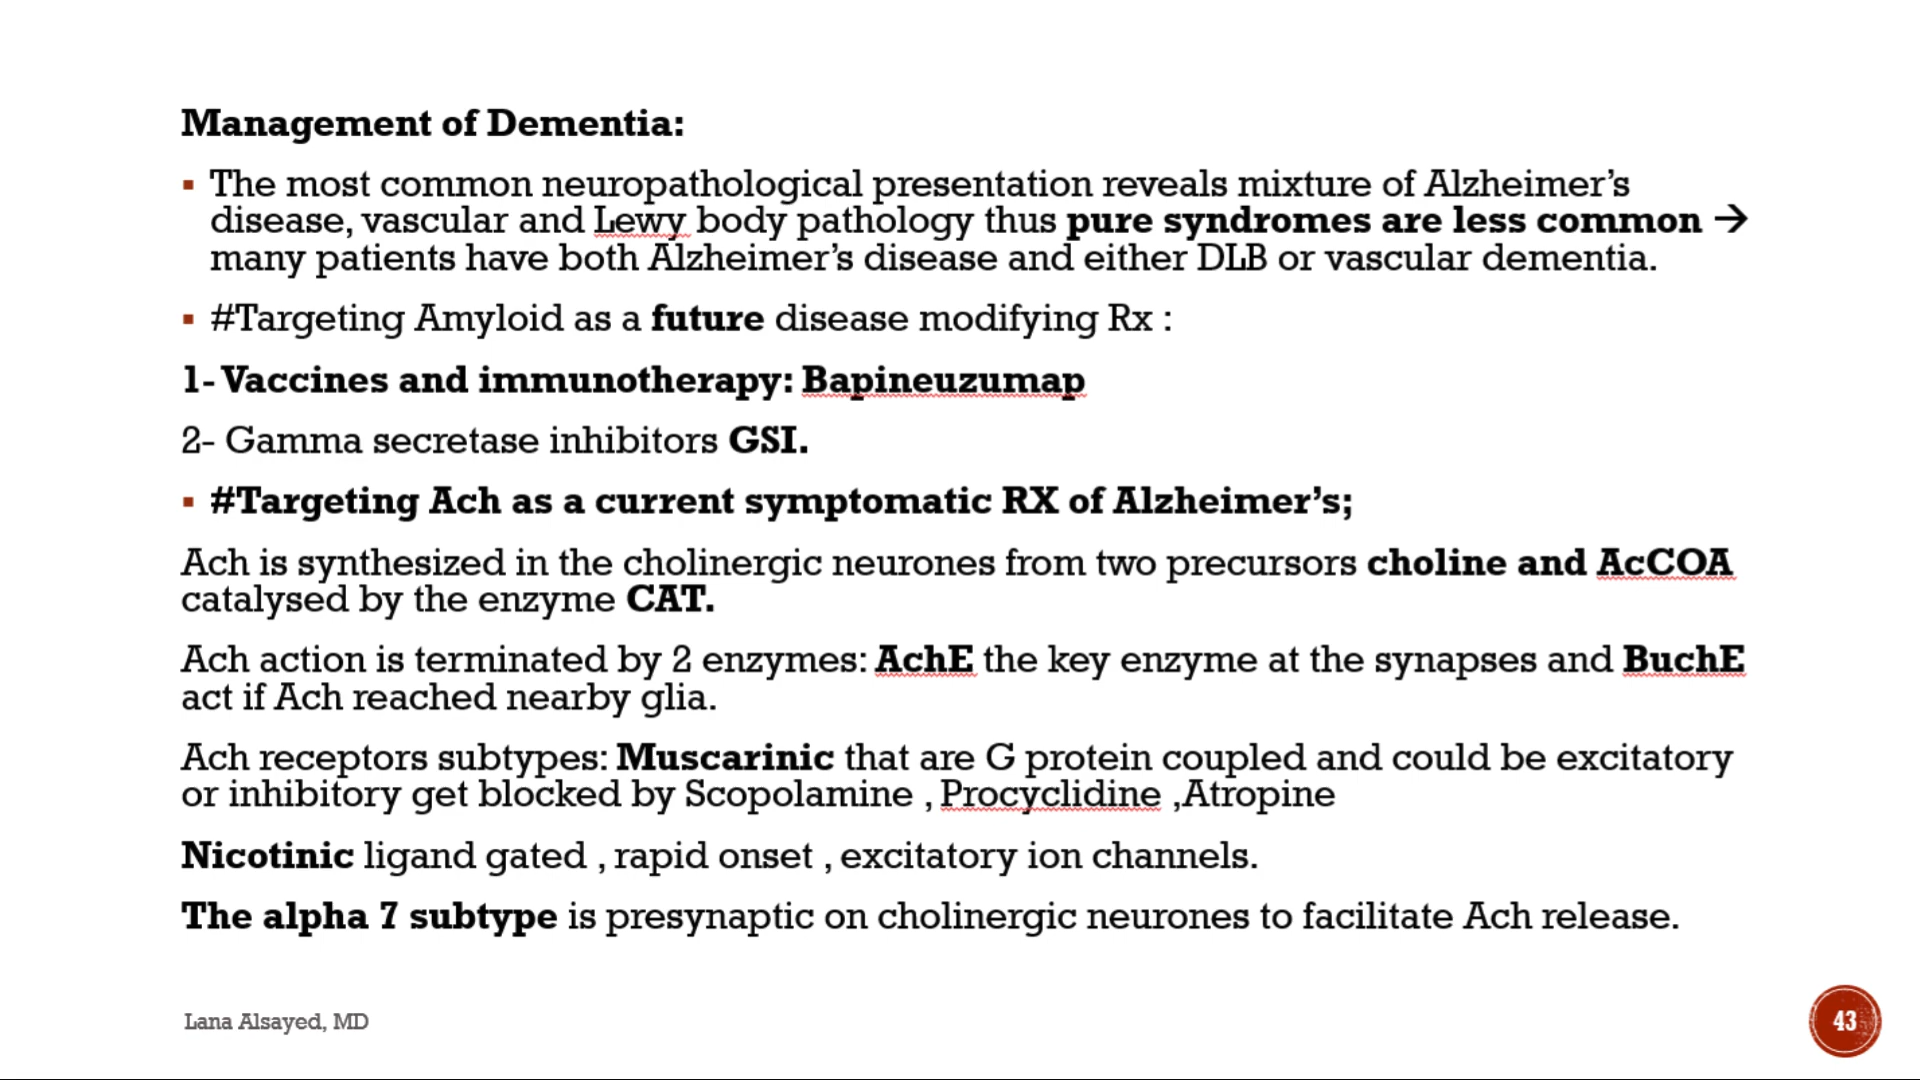 Management of Dementia:
▪ The most common neuropathological presentation reveals mixture of Alzheimer’s
disease, vascular and Lewy body pathology thus pure syndromes are less common →
many patients have both Alzheimer’s disease and either DLB or vascular dementia.
▪ #Targeting Amyloid as a future disease modifying Rx :
1- Vaccines and immunotherapy: Bapineuzumap
2- Gamma secretase inhibitors GSI.
▪ #Targeting Ach as a current symptomatic RX of Alzheimer’s;
Ach is synthesized in the cholinergic neurones from two precursors choline and AcCOA
catalysed by the enzyme CAT.
Ach action is terminated by 2 enzymes: AchE the key enzyme at the synapses and BuchE
act if Ach reached nearby glia.
Ach receptors subtypes: Muscarinic that are G protein coupled and could be excitatory
or inhibitory get blocked by Scopolamine , Procyclidine ,Atropine
Nicotinic ligand gated , rapid onset , excitatory ion channels.
The alpha 7 subtype is presynaptic on cholinergic neurones to facilitate Ach release.
Lana Alsayed, MD
43